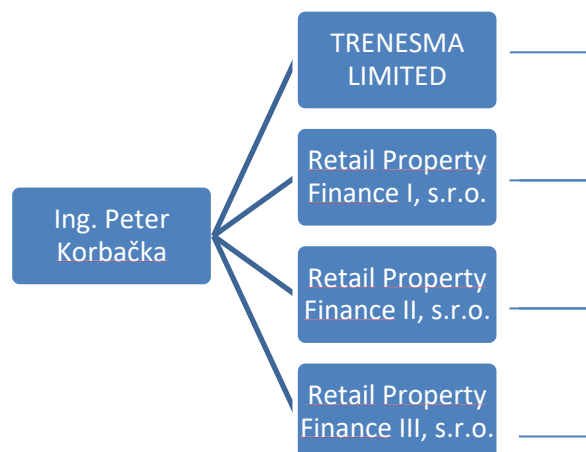 TRENESMA
LIMITED
Retail Property
Finance I, s.r.o.
Ing. Peter
Korbačka
Retail Property
Finance II, s.r.o.
Retail Property
Finance III, s.r.o.